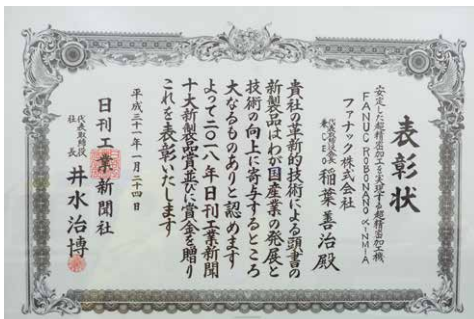 表彰状
安定した超精密加工を実現する超精密加工機
FANUC ROBONANO α-NMiA
ファナック株式会社
代表取締役会長
兼CEO 稲葉善治殿
貴社の革新的技術による頭書の
新製品はわが国産業の発展と
技術の向上に寄与するところ
大なるものありと認めます
よって二〇一八年日刊工業新聞
十大新製品賞並びに賞金を贈り
これを表彰いたします
平成三十一年一月二十四日
日刊工業新聞社
代表取締役
社長 井水治博